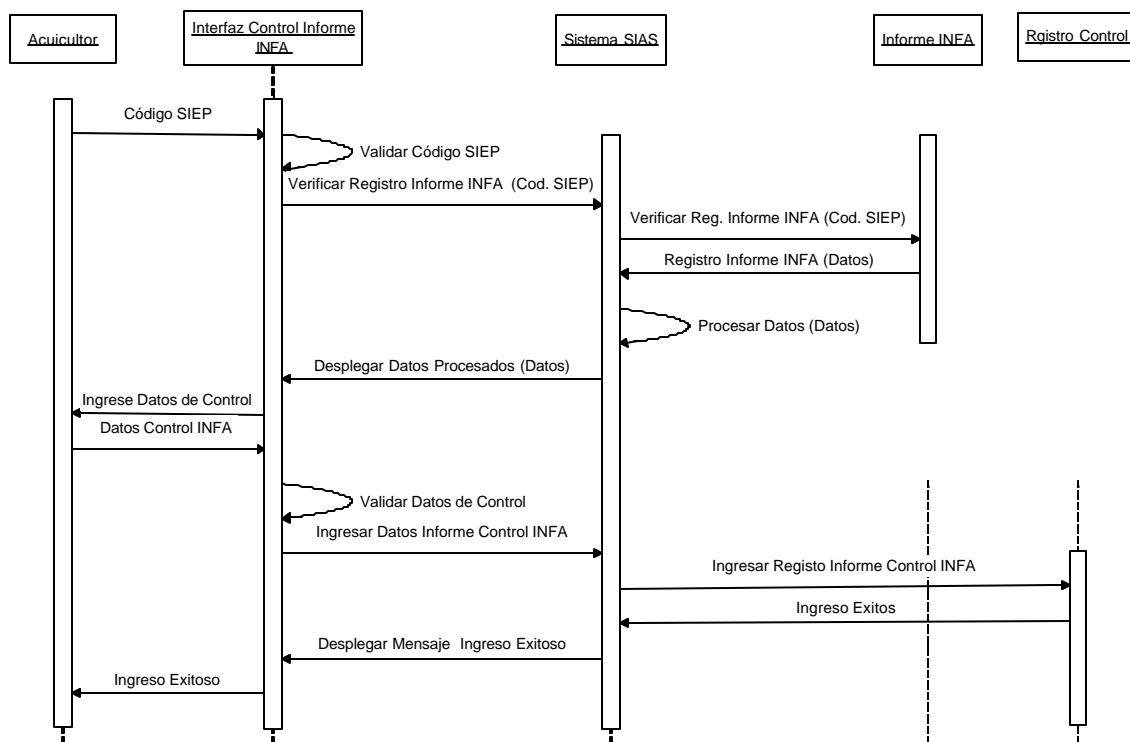 Acuicultor
Interfaz Control Informe
INFA
Sistema SIAS
Informe INFA
Rgistro Control
Código SIEP
Validar Código SIEP
Verificar Registro Informe INFA (Cod. SIEP)
Verificar Reg. Informe INFA (Cod. SIEP)
Registro Informe INFA (Datos)
Procesar Datos (Datos)
Desplegar Datos Procesados (Datos)
Ingrese Datos de Control
Datos Control INFA
Validar Datos de Control
Ingresar Datos Informe Control INFA
Ingresar Registo Informe Control INFA
Ingreso Exitos
Desplegar Mensaje Ingreso Exitoso
Ingreso Exitoso